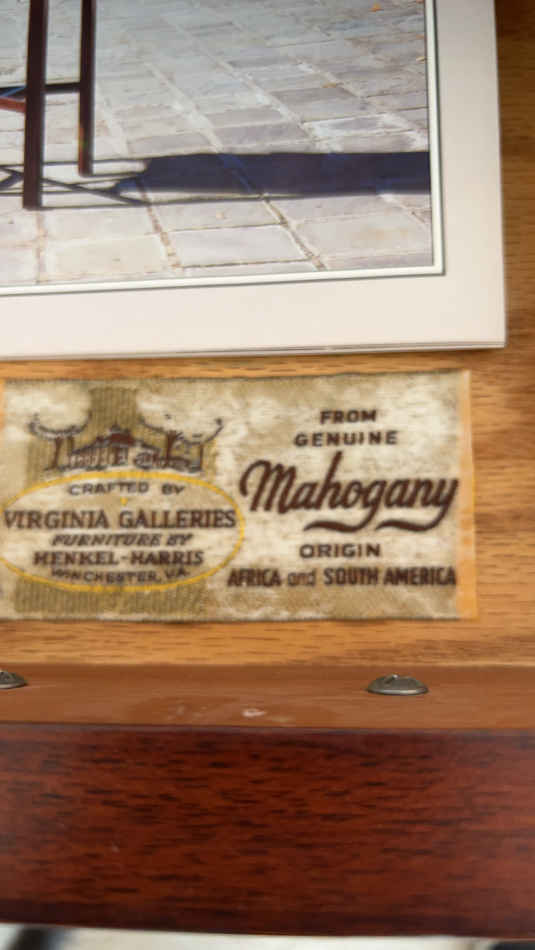 CRAFTED BY
VIRGINIA GALLERIES
FURNITURE BY
HENKEL-HARRIS
WINCHESTER, VA.
FROM
GENUINE
Mahogany
ORIGIN
AFRICA and SOUTH AMERICA